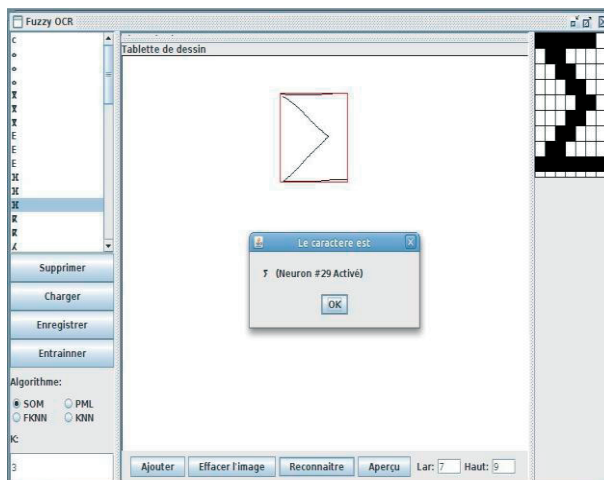 Fuzzy OCR
c
Tablette de dessin
E
E
E
Le caractere est
(Neuron #29 Activé)
OK
Supprimer
Charger
Enregistrer
Entrainner
Algorithme:
SOM PML
FKNN KNN
K:
3
Ajouter Effacer l'image Reconnaitre Aperçu Lar: 7 Haut: 9